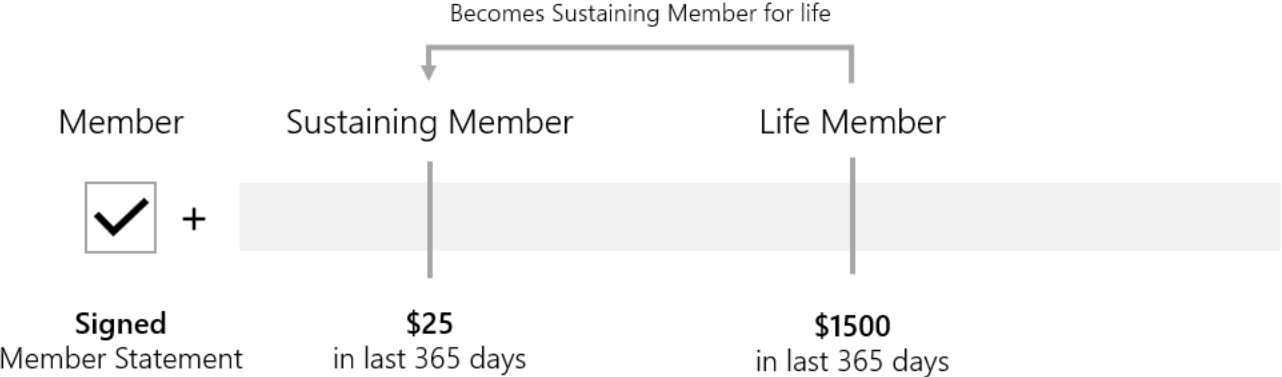 Becomes Sustaining Member for life
Member
Sustaining Member
Life Member
+
Signed
Member Statement
$25
in last 365 days
$1500
in last 365 days